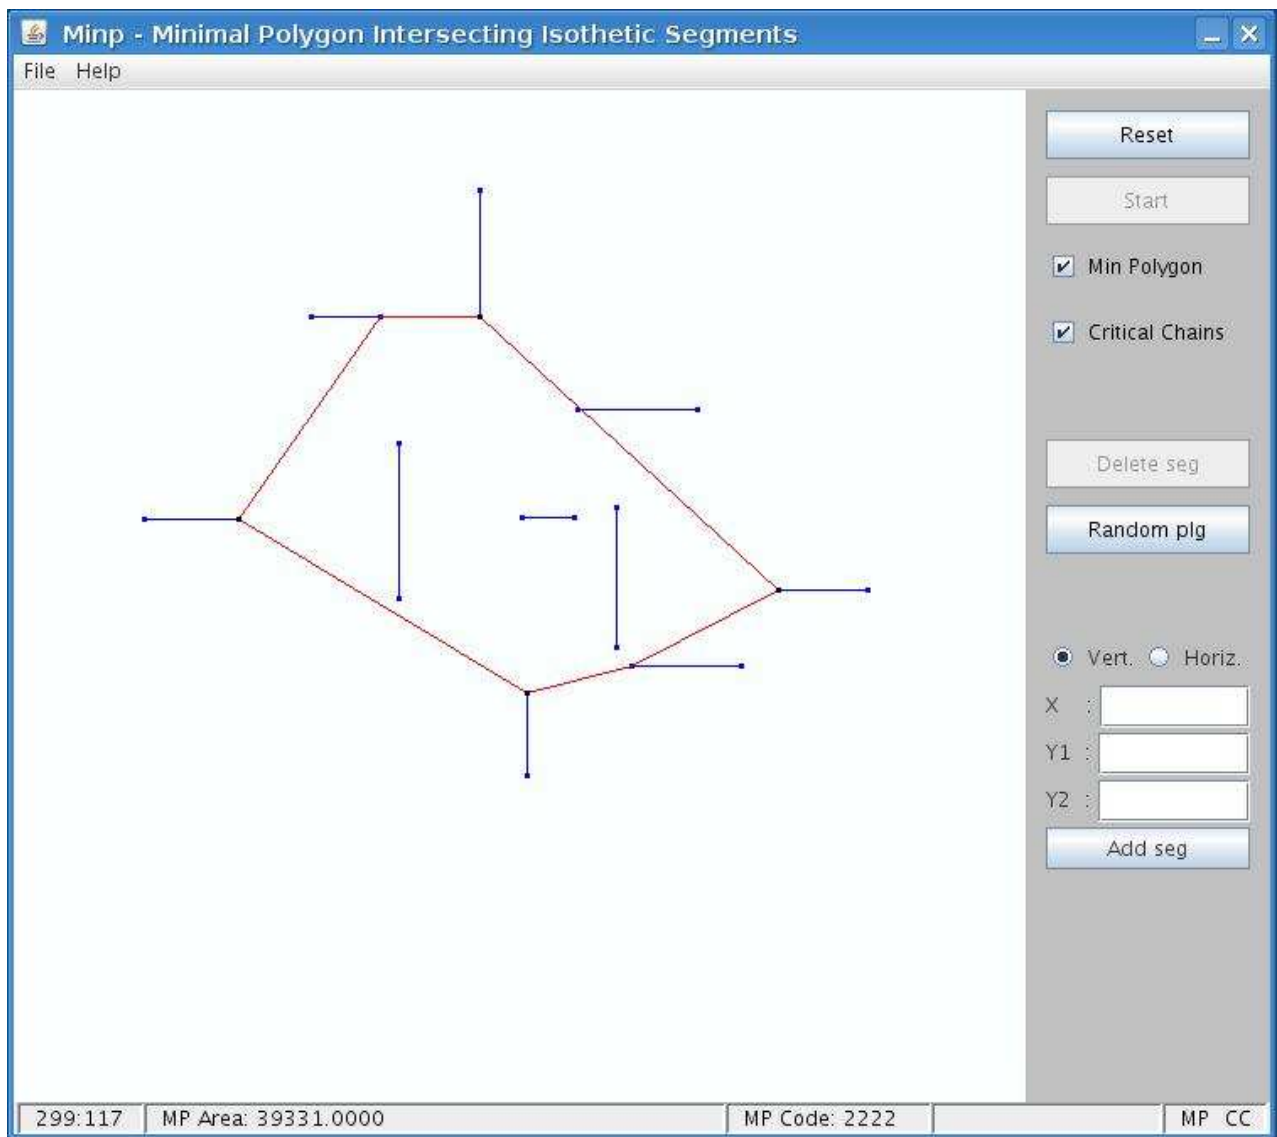 Minp - Minimal Polygon Intersecting Isothetic Segments
File Help
Reset
Start
Min Polygon
Critical Chains
Delete seg
Random plg
Vert. Horiz.
X :
Y1 :
Y2 :
Add seg
299:117 MP Area: 39331.0000 MP Code: 2222 MP CC